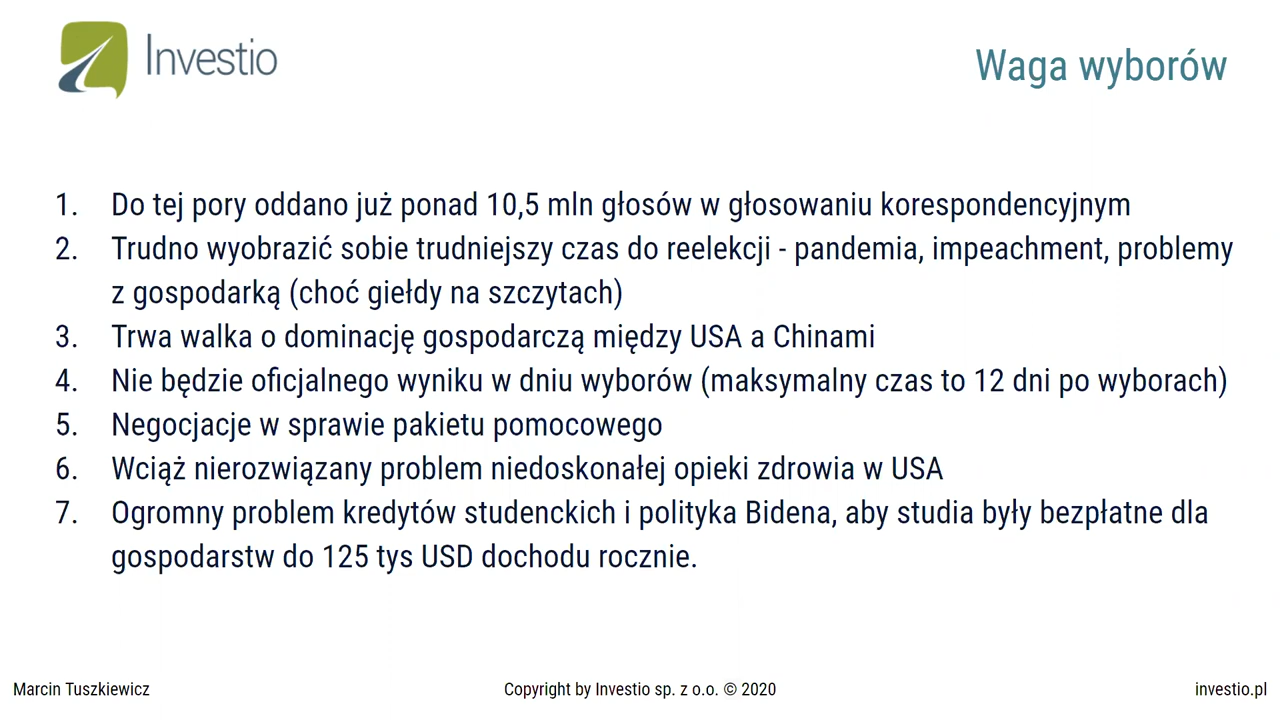 Investio
Waga wyborów
1. Do tej pory oddano już ponad 10,5 mln głosów w głosowaniu korespondencyjnym
2. Trudno wyobrazić sobie trudniejszy czas do reelekcji - pandemia, impeachment, problemy
z gospodarką (choć giełdy na szczytach)
3. Trwa walka o dominację gospodarczą między USA a Chinami
4. Nie będzie oficjalnego wyniku w dniu wyborów (maksymalny czas to 12 dni po wyborach)
5. Negocjacje w sprawie pakietu pomocowego
6. Wciąż nierozwiązany problem niedoskonałej opieki zdrowia w USA
7. Ogromny problem kredytów studenckich i polityka Bidena, aby studia były bezpłatne dla
gospodarstw do 125 tys USD dochodu rocznie.
Marcin Tuszkiewicz
Copyright by Investio sp. z o.o. © 2020
investio.pl